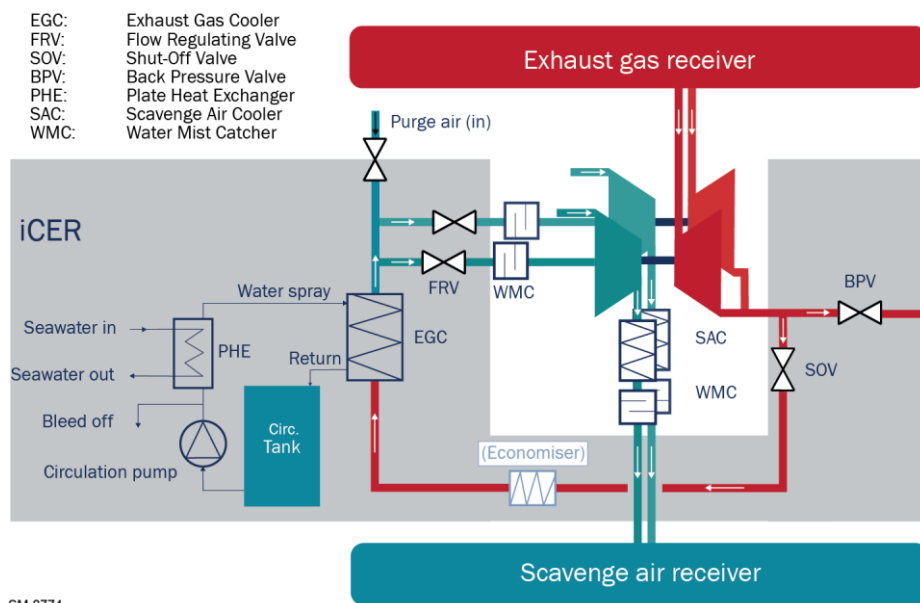 EGC: Exhaust Gas Cooler
FRV: Flow Regulating Valve
SOV: Shut-Off Valve
BPV: Back Pressure Valve
PHE: Plate Heat Exchanger
SAC: Scavenge Air Cooler
WMC: Water Mist Catcher
Exhaust gas receiver
Purge air (in)
iCER
FRV
WMC
BPV
Water spray
Seawater in
PHE
EGC
SAC
SOV
Return
Seawater out
WMC
Bleed off
Circ.
Tank
(Economiser)
Circulation pump
Scavenge air receiver